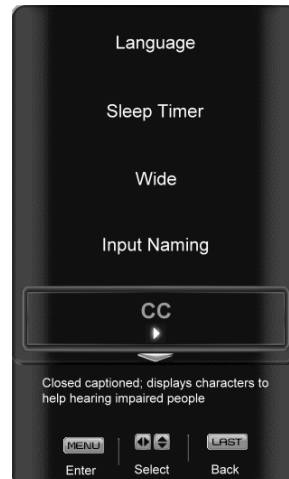 Language
Sleep Timer
Wide
Input Naming
CC
Closed captioned; displays characters to
help hearing impaired people
MENU LAST
Enter Select Back